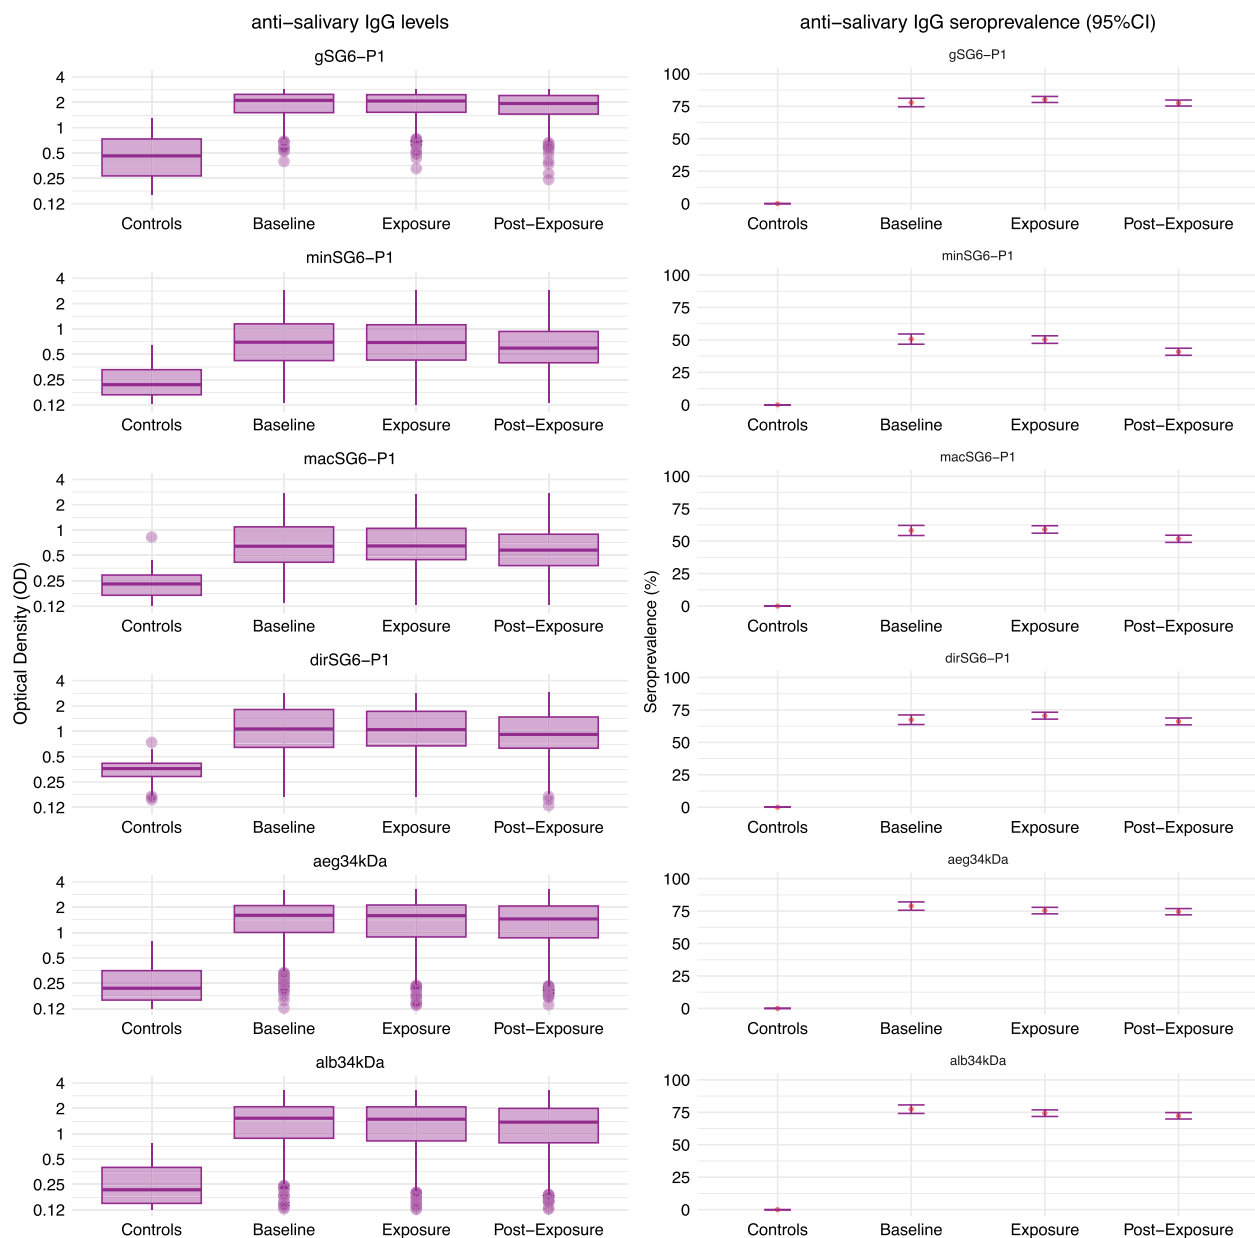 anti−salivary IgG levels
gSG6−P1
4
2
1
0.5
0.25
0.12
Controls Baseline Exposure Post−Exposure
minSG6−P1
4
2
1
0.5
0.25
0.12
Controls Baseline Exposure Post−Exposure
macSG6−P1
4
2
1
0.5
0.25
0.12
Controls Baseline Exposure Post−Exposure
dirSG6−P1
4
2
1
0.5
0.25
0.12
Controls Baseline Exposure Post−Exposure
aeg34kDa
4
2
1
0.5
0.25
0.12
Controls Baseline Exposure Post−Exposure
alb34kDa
4
2
1
0.5
0.25
0.12
Controls Baseline Exposure Post−Exposure
Optical Density (OD)
anti−salivary IgG seroprevalence (95%CI)
gSG6−P1
100
75
50
25
0
Controls Baseline Exposure Post−Exposure
minSG6−P1
100
75
50
25
0
Controls Baseline Exposure Post−Exposure
macSG6−P1
100
75
50
25
0
Controls Baseline Exposure Post−Exposure
dirSG6−P1
100
75
50
25
0
Controls Baseline Exposure Post−Exposure
aeg34kDa
100
75
50
25
0
Controls Baseline Exposure Post−Exposure
alb34kDa
100
75
50
25
0
Controls Baseline Exposure Post−Exposure
Seroprevalence (%)